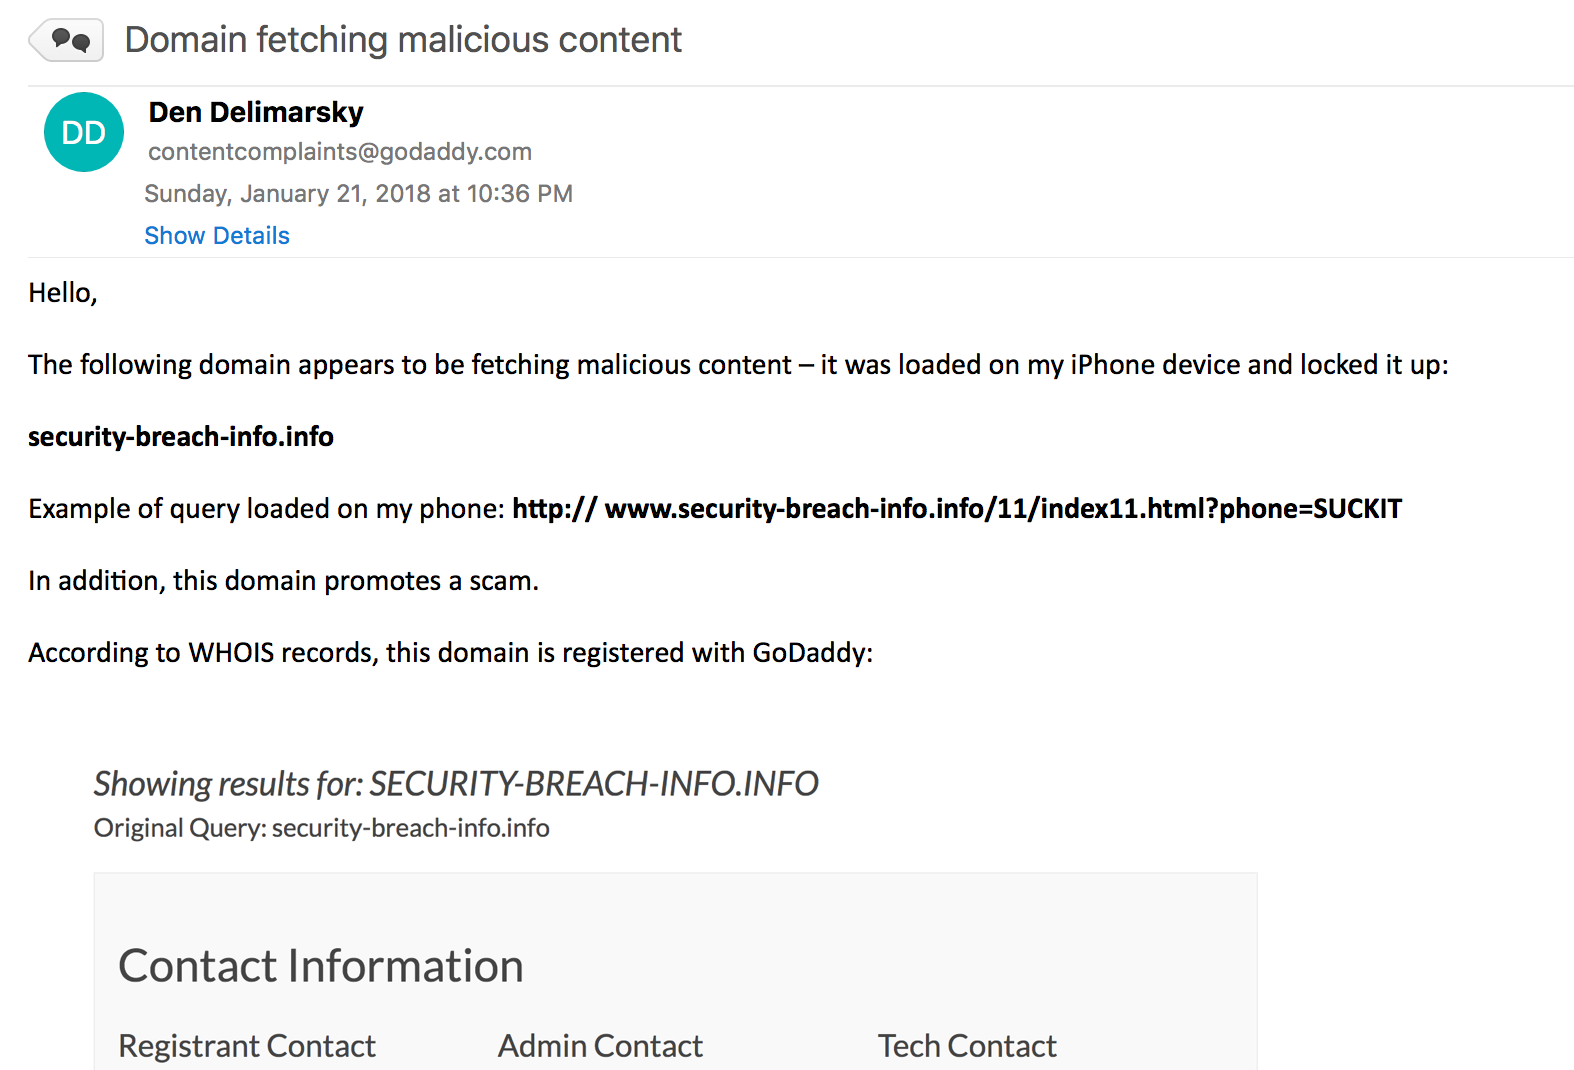 Domain fetching malicious content
DD
Den Delimarsky
contentcomplaints@godaddy.com
Sunday, January 21, 2018 at 10:36 PM
Show Details
Hello,
The following domain appears to be fetching malicious content – it was loaded on my iPhone device and locked it up:
security-breach-info.info
Example of query loaded on my phone: http:// www.security-breach-info.info/11/index11.html?phone=SUCKIT
In addition, this domain promotes a scam.
According to WHOIS records, this domain is registered with GoDaddy:
Showing results for: SECURITY-BREACH-INFO.INFO
Original Query: security-breach-info.info
Contact Information
Registrant Contact Admin Contact Tech Contact